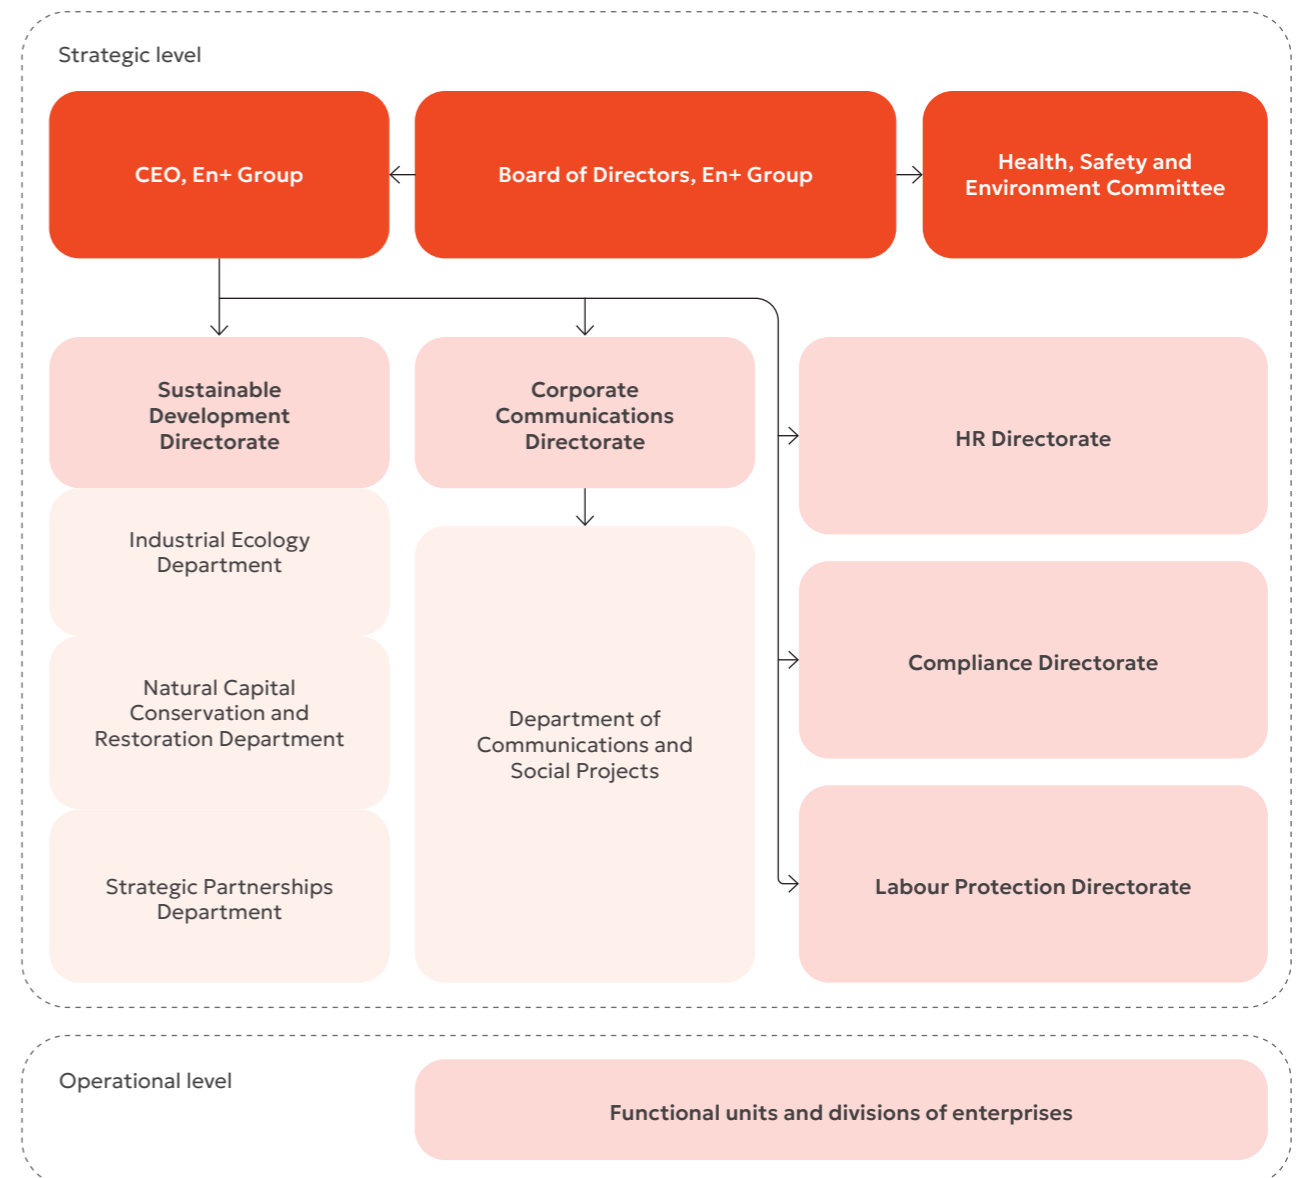 Strategic level
CEO, En+ Group
Board of Directors, En+ Group
Health, Safety and
Environment Committee
Sustainable
Development
Directorate
Corporate
Communications
Directorate
HR Directorate
Industrial Ecology
Department
Natural Capital
Conservation and
Restoration Department
Department of
Communications and
Social Projects
Compliance Directorate
Strategic Partnerships
Department
Labour Protection Directorate
Operational level
Functional units and divisions of enterprises